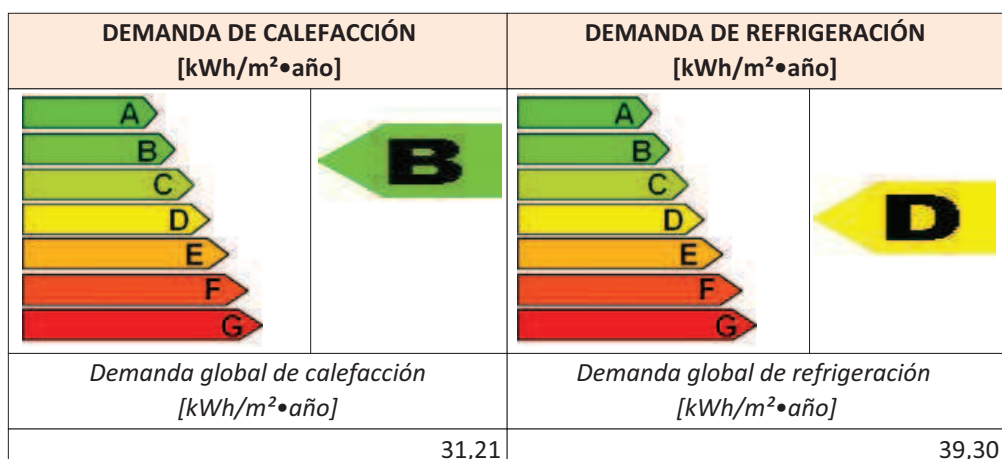 DEMANDA DE CALEFACCIÓN
[kWh/m²●año]
DEMANDA DE REFRIGERACIÓN
[kWh/m²●año]
A
B
C
D
E
F
G
B
A
B
C
D
E
F
G
D
Demanda global de calefacción
[kWh/m²●año]
Demanda global de refrigeración
[kWh/m²●año]
31,21
39,30